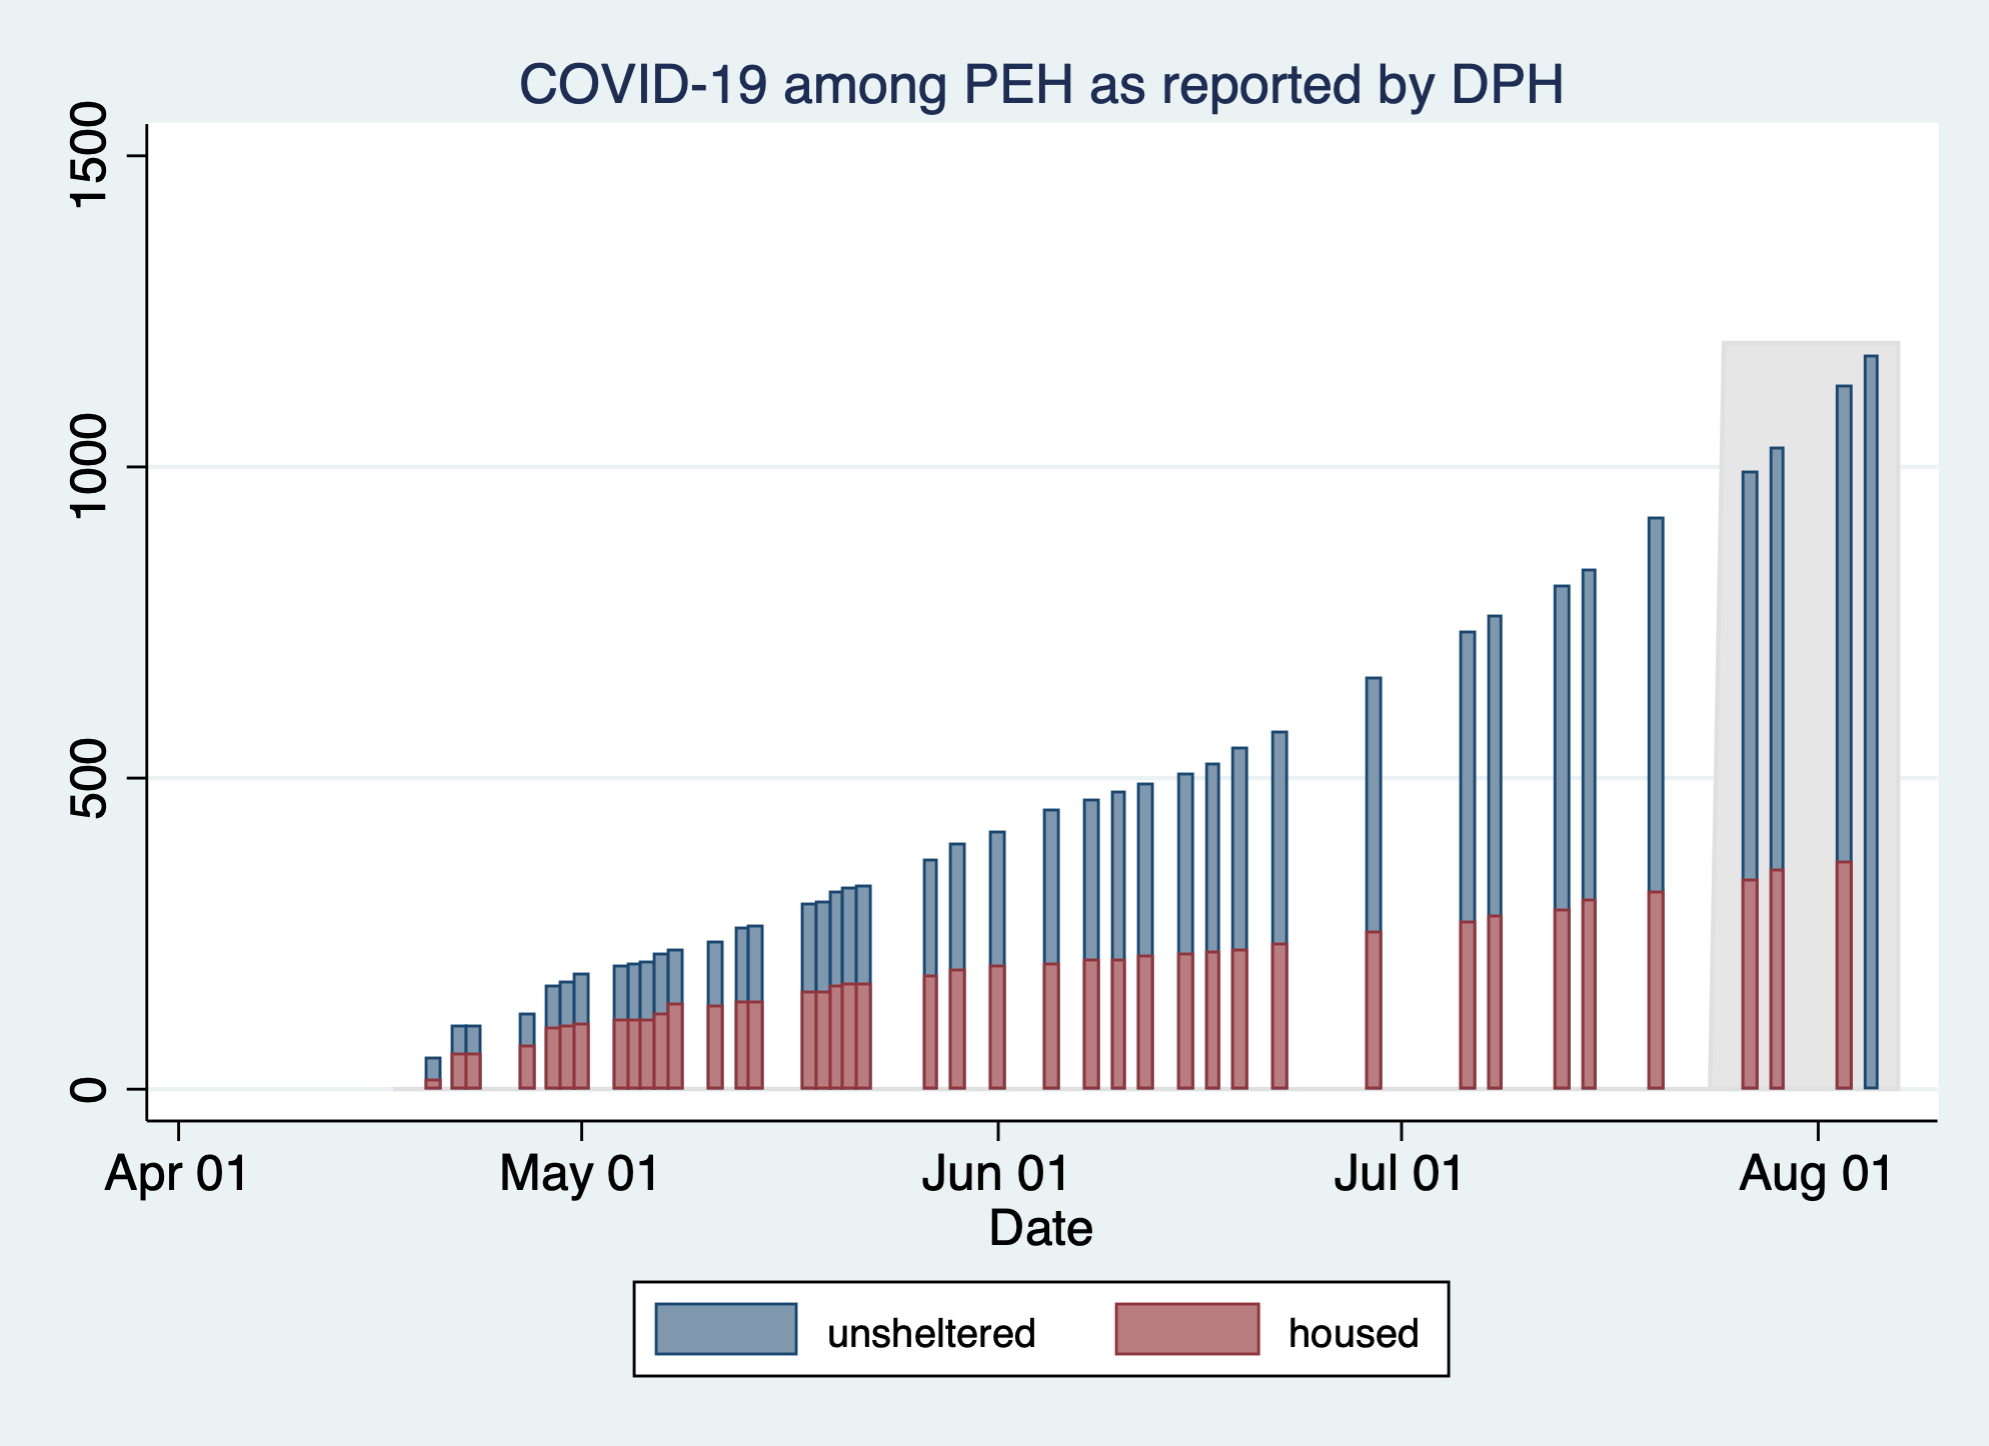 COVID-19 among PEH as reported by DPH
1500
1000
500
0
Apr 01 May 01 Jun 01 Jul 01 Aug 01
Date
unsheltered housed